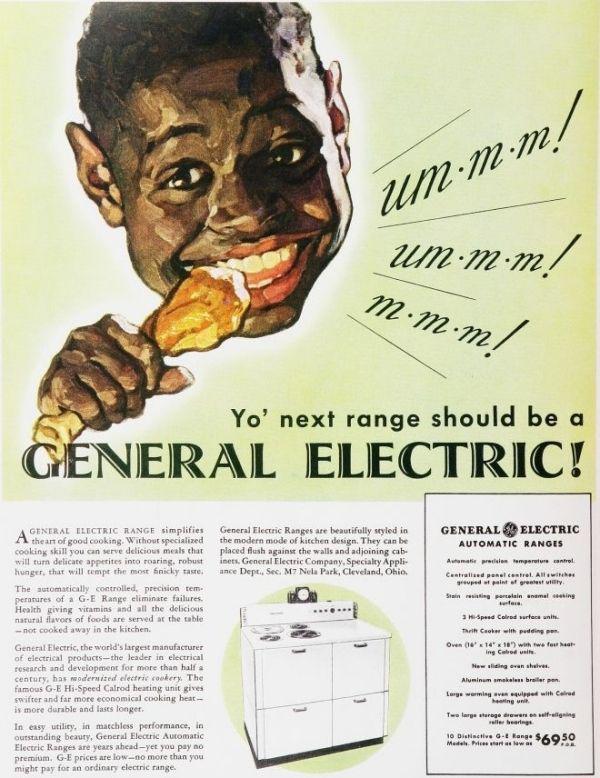 um·m·m!
um·m·m!
m·m·m!
Yo' next range should be a
GENERAL ELECTRIC!
A GENERAL ELECTRIC RANGE simplifies
the art of good cooking. Without specialized
cooking skill you can serve delicious meals that
will turn delicate appetites into roaring, robust
hunger, that will tempt the most finicky taste.
The automatically controlled, precision tem-
peratures of a G-E Range eliminate failures.
Health giving vitamins and all the delicious
natural flavors of foods are served at the table
—not cooked away in the kitchen.
General Electric, the world's largest manufacturer
of electrical products—the leader in electrical
research and development for more than half a
century, has modernized electric cookery. The
famous G-E Hi-Speed Calrod heating unit gives
swifter and far more economical cooking heat—
is more durable and lasts longer.
In easy utility, in matchless performance, in
outstanding beauty, General Electric Automatic
Electric Ranges are years ahead—yet you pay no
premium. G-E prices are low—no more than you
might pay for an ordinary electric range.
General Electric Ranges are beautifully styled in
the modern mode of kitchen design. They can be
placed flush against the walls and adjoining cab-
inets. General Electric Company, Specialty Appli-
ance Dept., Sec. M7 Nela Park, Cleveland, Ohio.
GENERAL GE ELECTRIC
AUTOMATIC RANGES
Automatic precision temperature control.
Centralized panel control. All switches
grouped at point of greatest utility.
Stain resisting porcelain enamel cooking
surface.
3 Hi-Speed Calrod surface units.
Thrift Cooker with pudding pan.
Oven (16" x 14" x 18") with two fast heat-
ing Calrod units.
New sliding oven shelves.
Aluminum smokeless broiler pan.
Large warming oven equipped with Calrod
heating unit.
Two large storage drawers on self-aligning
roller bearings.
10 Distinctive G-E Range
Models. Prices start as low as $69.50 F.O.B.